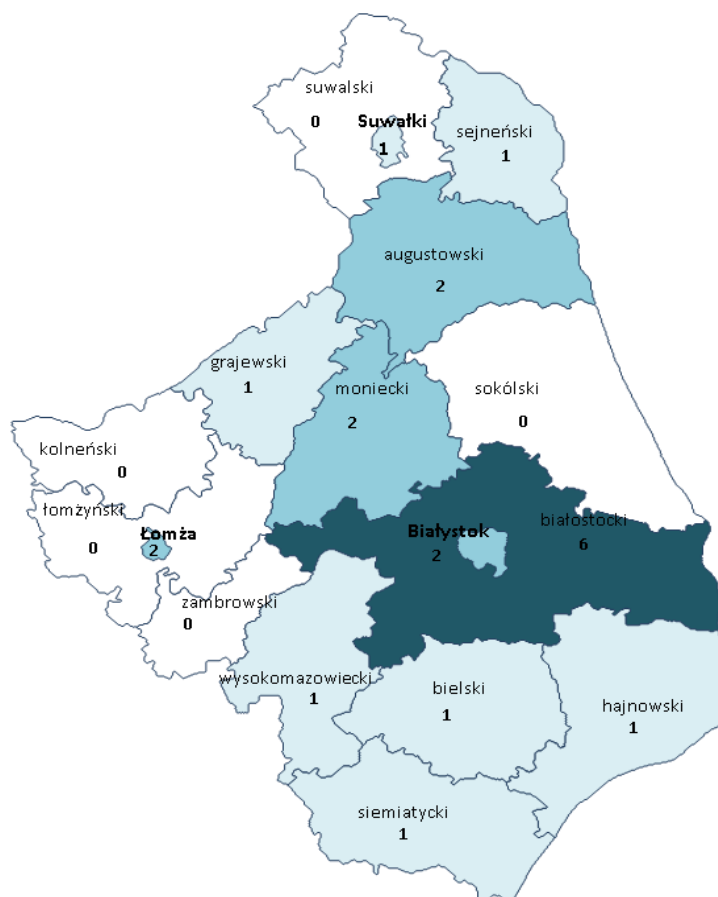 suwalski
0
Suwałki
1
sejneński
1
augustowski
2
grajewski
1
moniecki
2
sokólski
0
kolneński
0
łomżyński
0
Łomża
2
Białystok
2
białostocki
6
zambrowski
0
wysokomazowiecki
1
bielski
1
hajnowski
1
siemiatycki
1